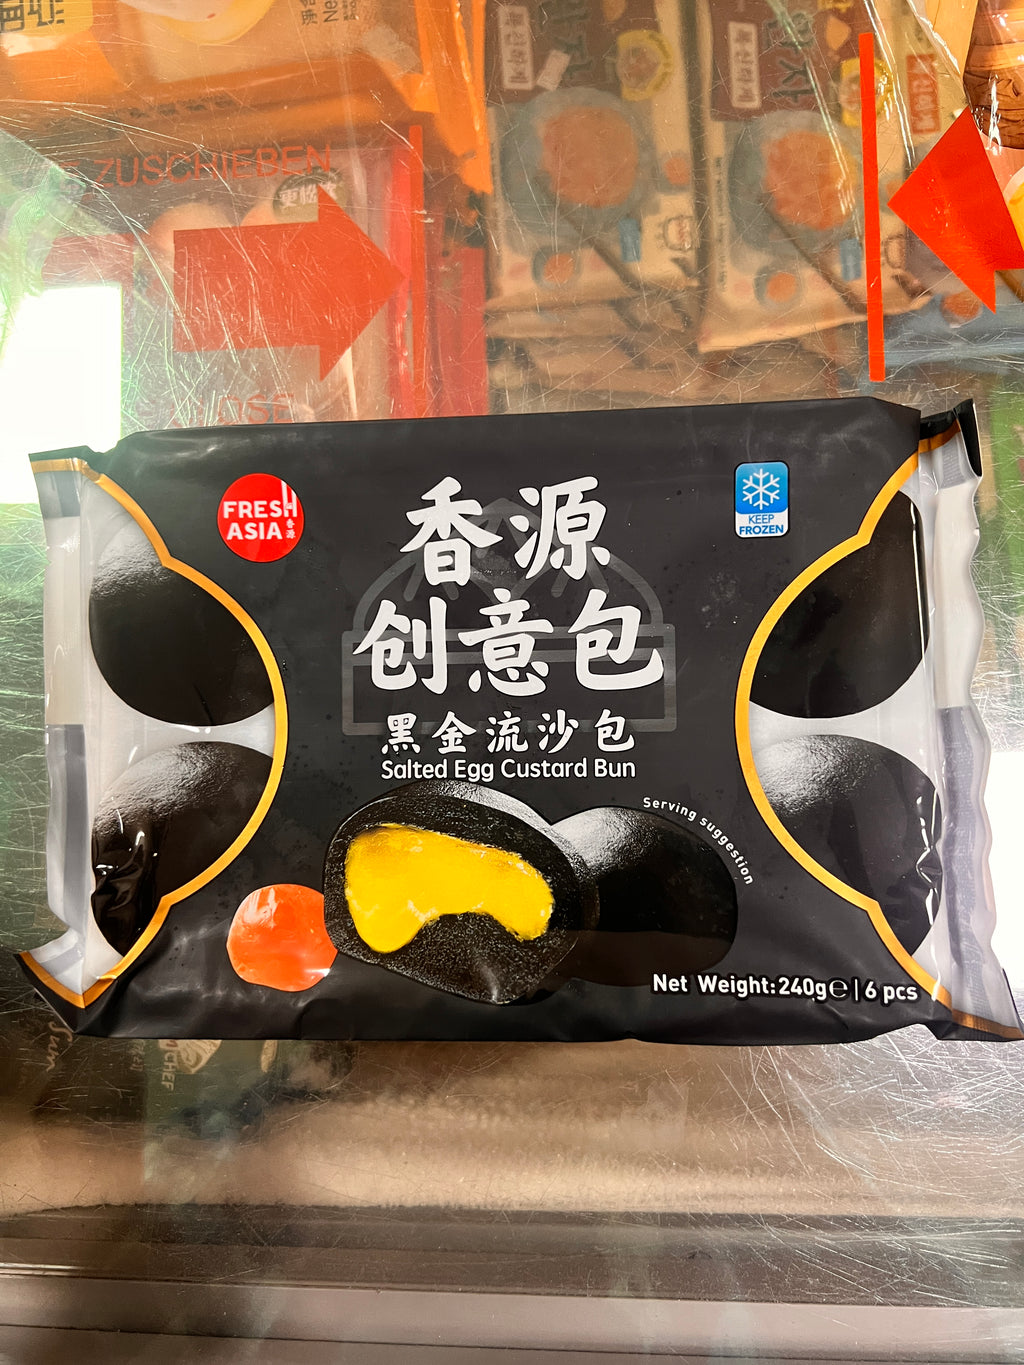 ZUSCHIEBEN
FRESH
ASIA
香源
KEEP
FROZEN
香源
创意包
黑金流沙包
Salted Egg Custard Bun
Serving suggestion
Net Weight:240g℮ | 6 pcs